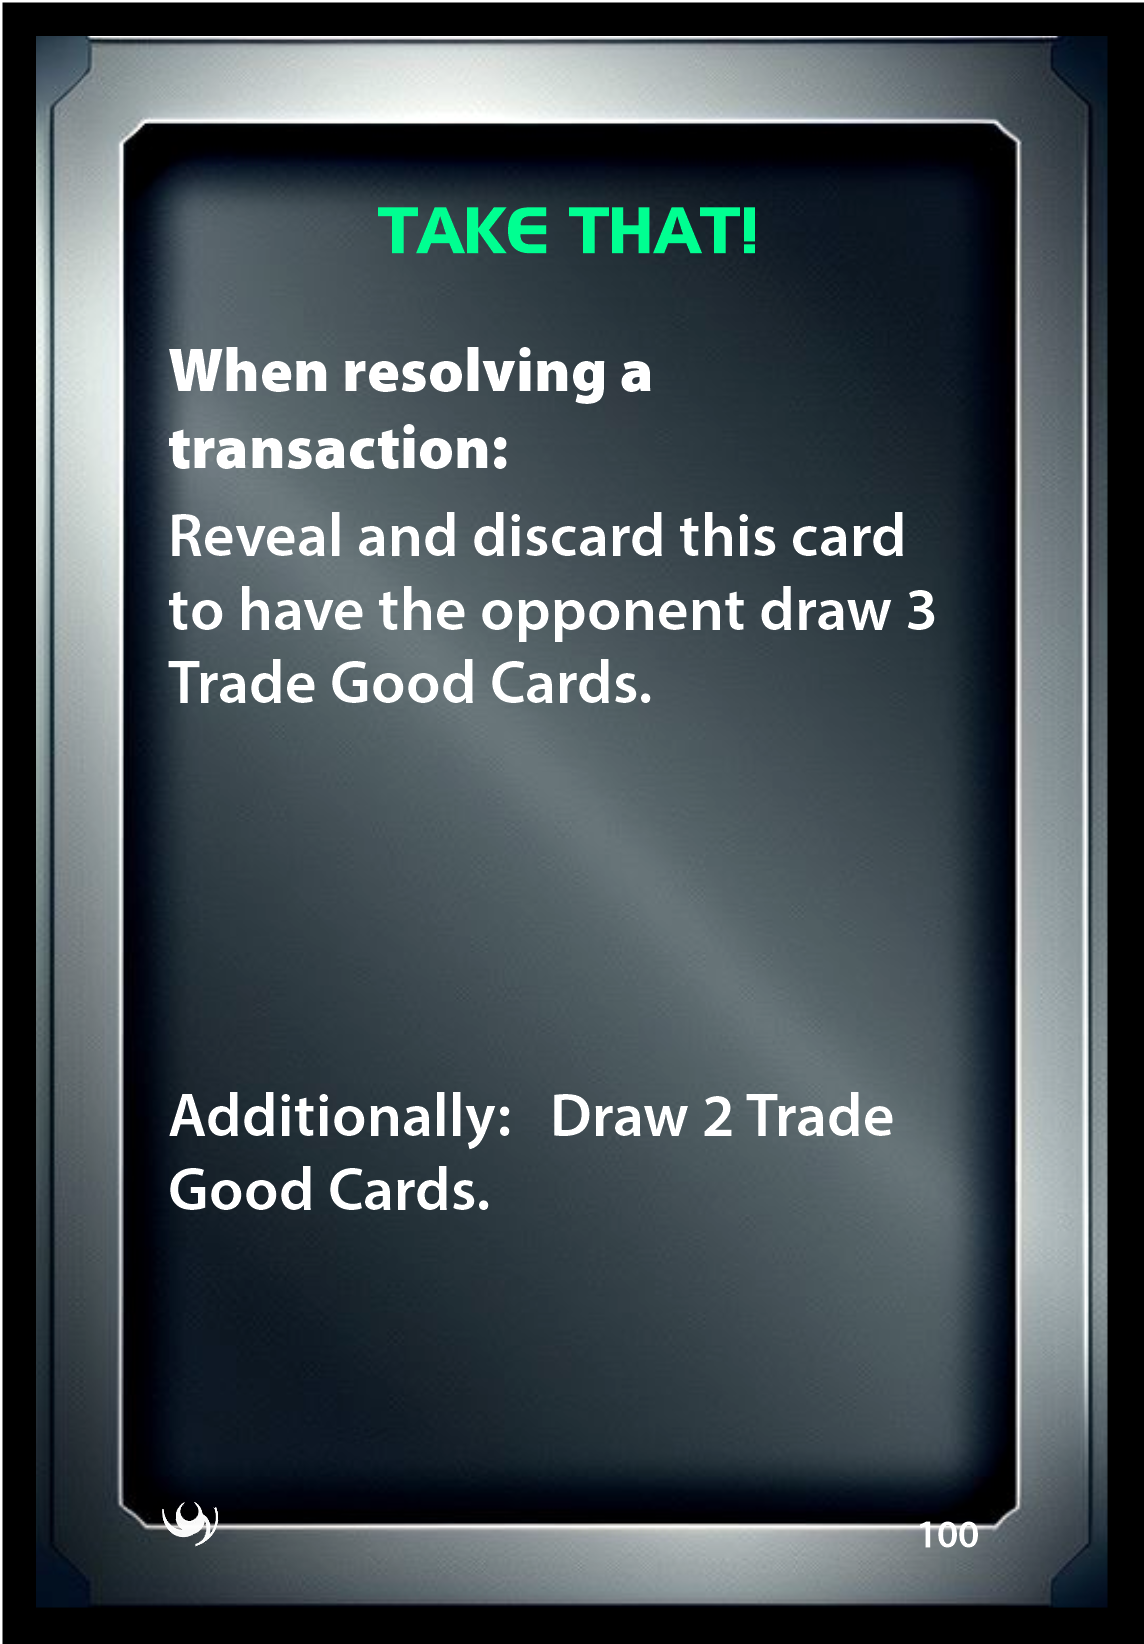 TAKE THAT!
When resolving a
transaction:
Reveal and discard this card
to have the opponent draw 3
Trade Good Cards.
Additionally:   Draw 2 Trade
Good Cards.
100